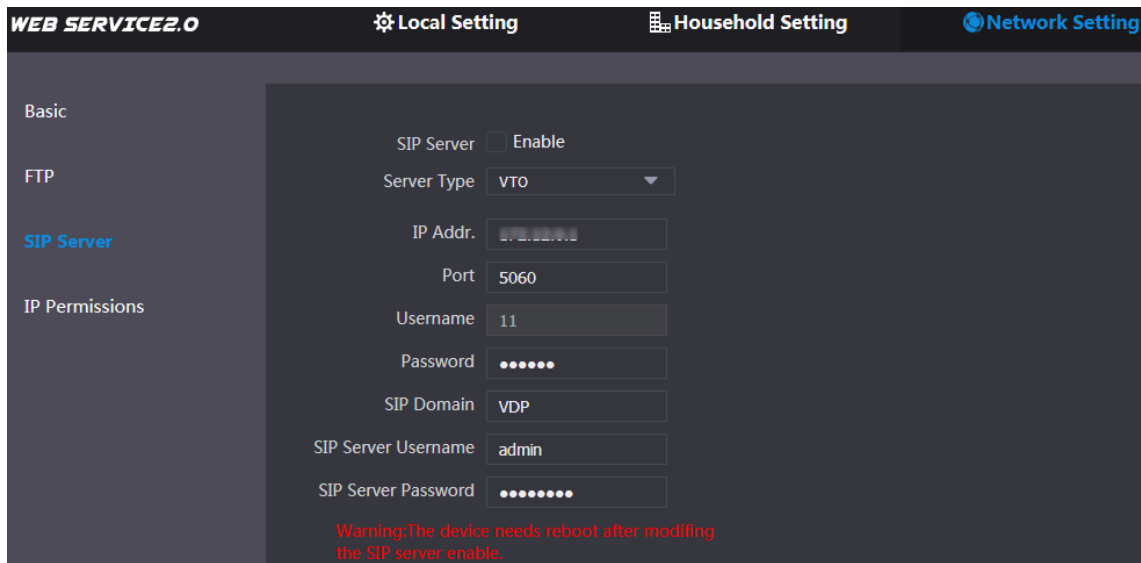 WEB SERVICE2.0 Local Setting Household Setting Network Setting
Basic
FTP
SIP Server
IP Permissions
SIP Server Enable
Server Type VTO
IP Addr.
Port 5060
Username 11
Password ••••••
SIP Domain VDP
SIP Server Username admin
SIP Server Password ••••••••
Warning:The device needs reboot after modifing
the SIP server enable.